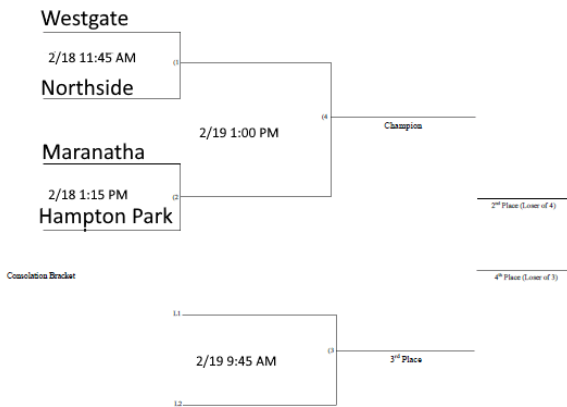 Westgate
2/18 11:45 AM
(1
Northside
2/19 1:00 PM
(4
Champion
Maranatha
2/18 1:15 PM
(2
Hampton Park
2nd Place (Loser of 4)
Consolation Bracket
4th Place (Loser of 3)
L1
2/19 9:45 AM
(3
3rd Place
L2